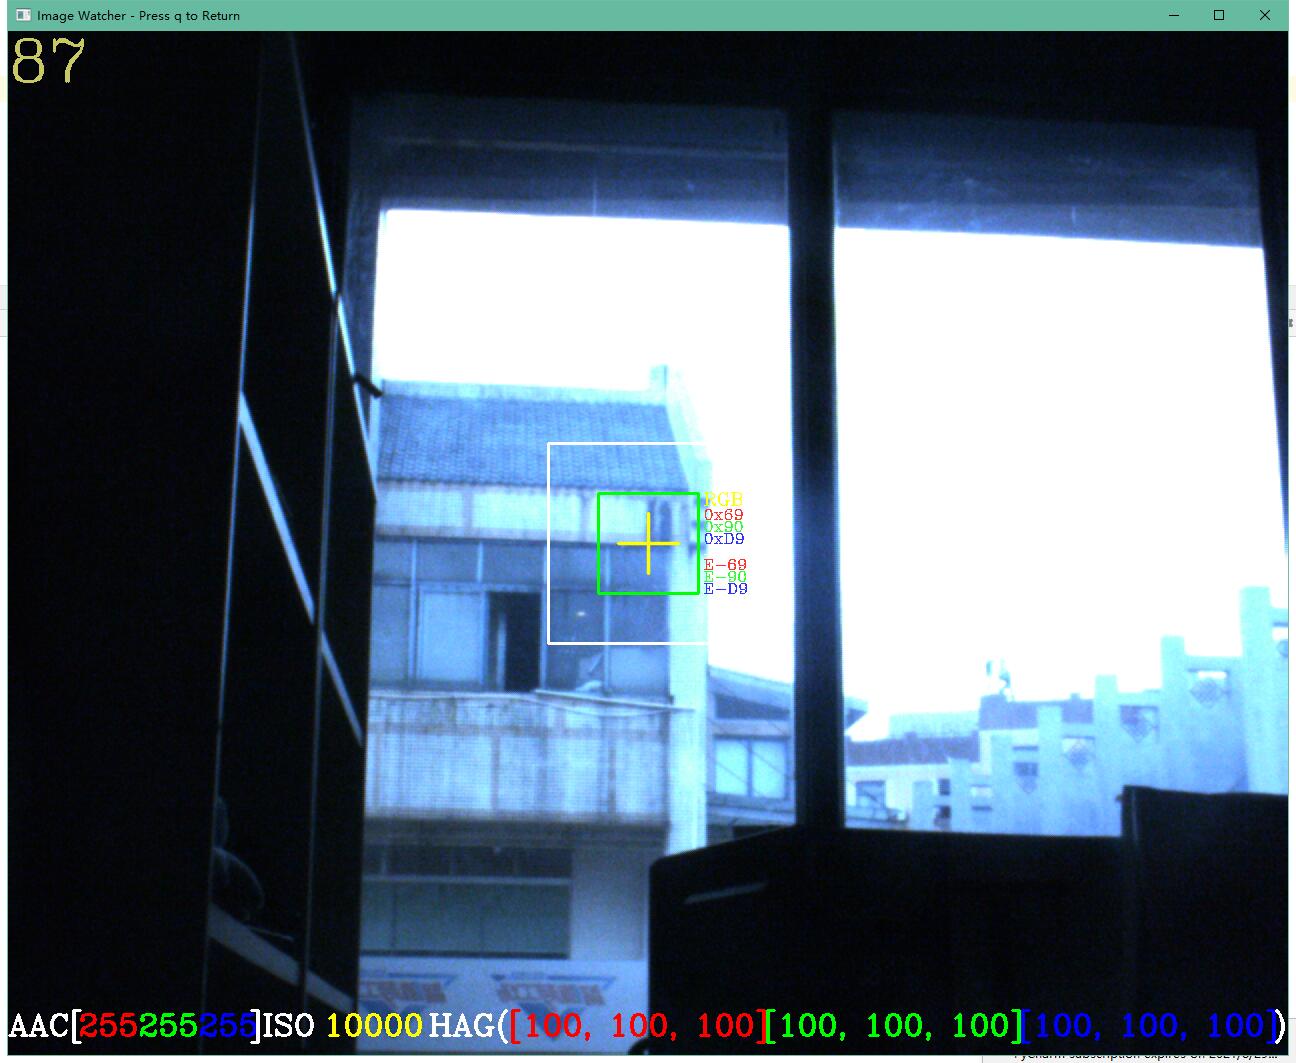 Image Watcher - Press q to Return
87
RGB
0x69
0x90
0xD9
E-69
E-90
E-D9
AAC[255255255]ISO 10000 HAG([100, 100, 100][100, 100, 100][100, 100, 100])